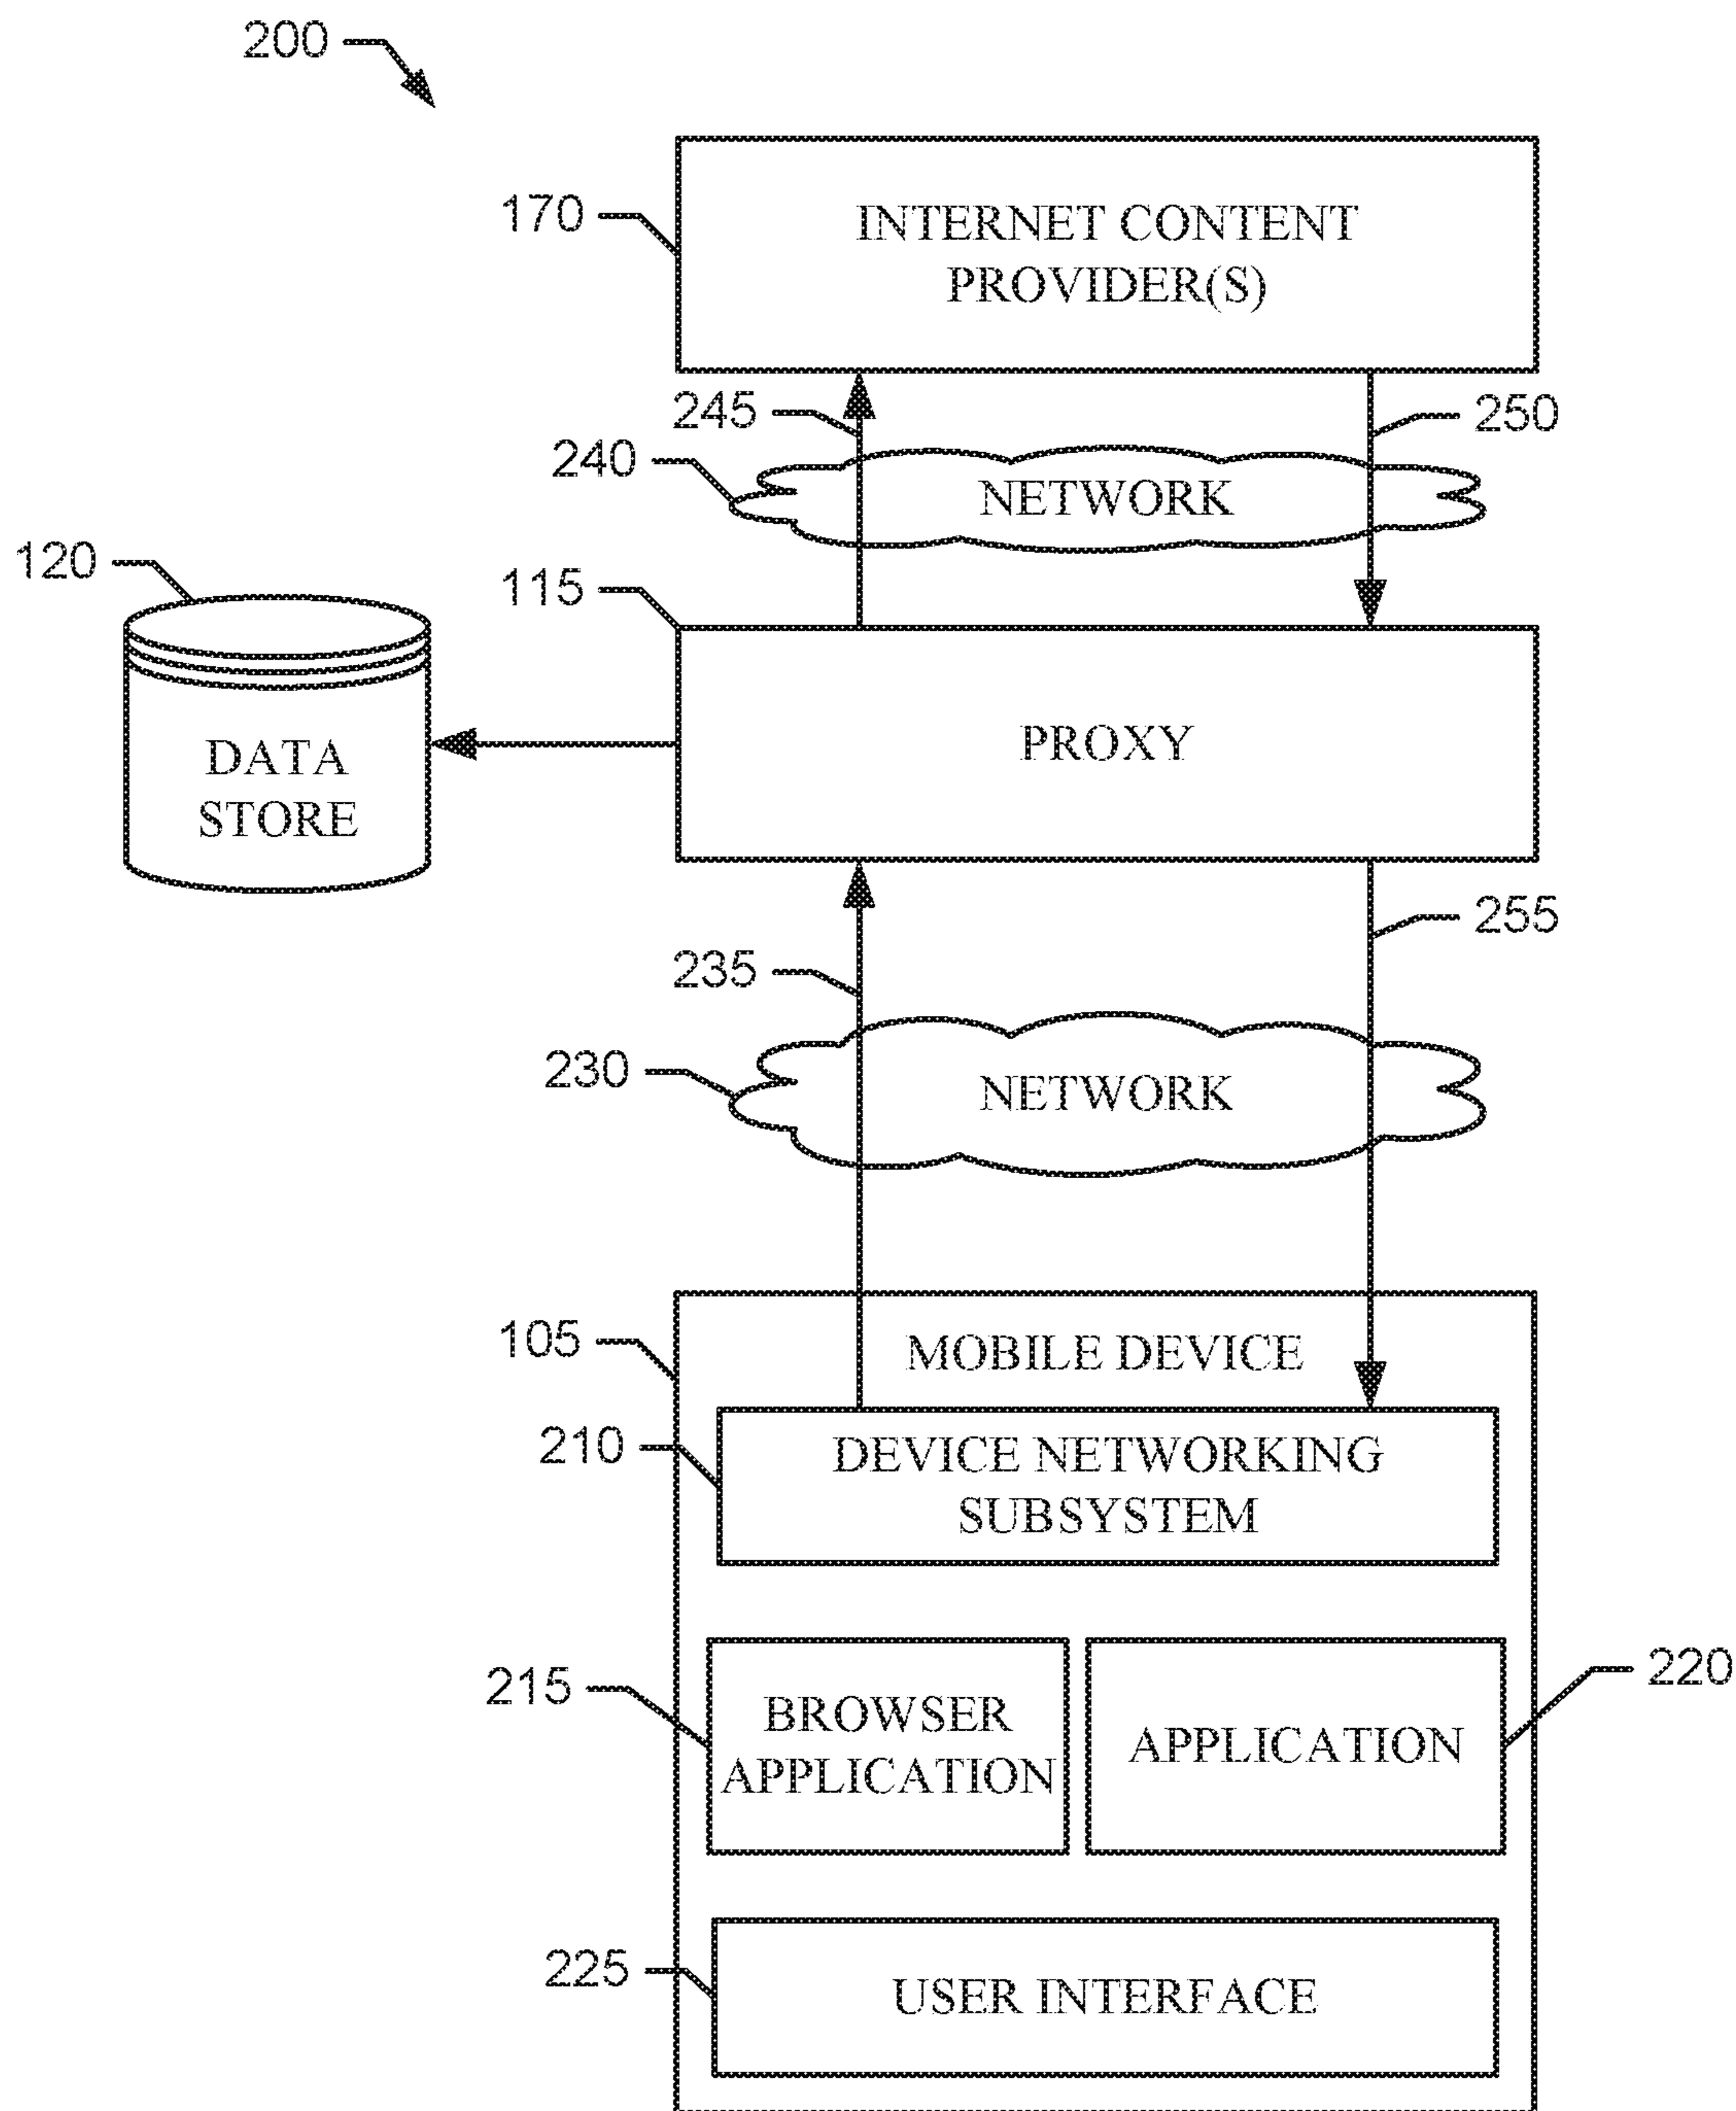 200
170
INTERNET CONTENT
PROVIDER(S)
245
250
240
NETWORK
120
115
DATA
STORE
PROXY
255
235
230
NETWORK
105
MOBILE DEVICE
210
DEVICE NETWORKING
SUBSYSTEM
215
BROWSER
APPLICATION
APPLICATION
220
225
USER INTERFACE